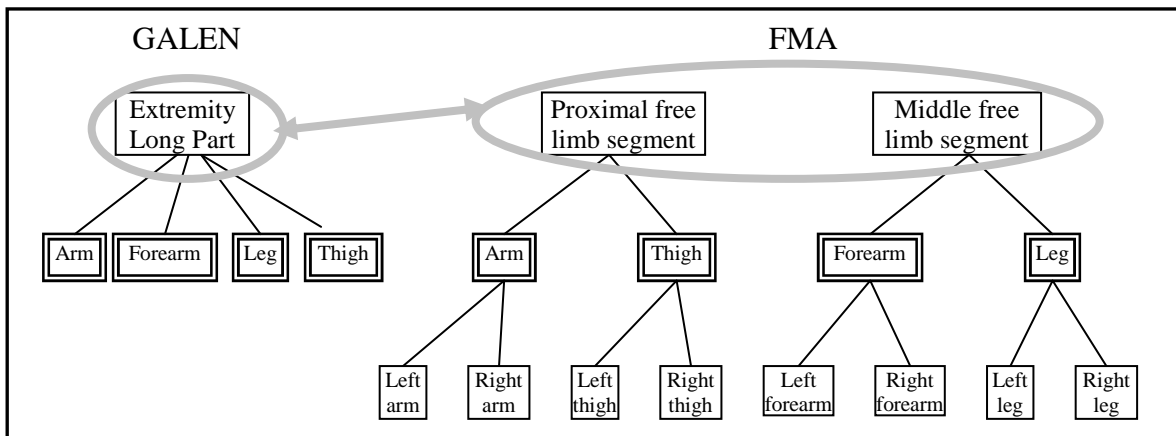 GALEN
FMA
Extremity
Long Part
Proximal free
limb segment
Middle free
limb segment
Arm
Forearm
Leg
Thigh
Arm
Thigh
Forearm
Leg
Left
arm
Right
arm
Left
thigh
Right
thigh
Left
forearm
Right
forearm
Left
leg
Right
leg